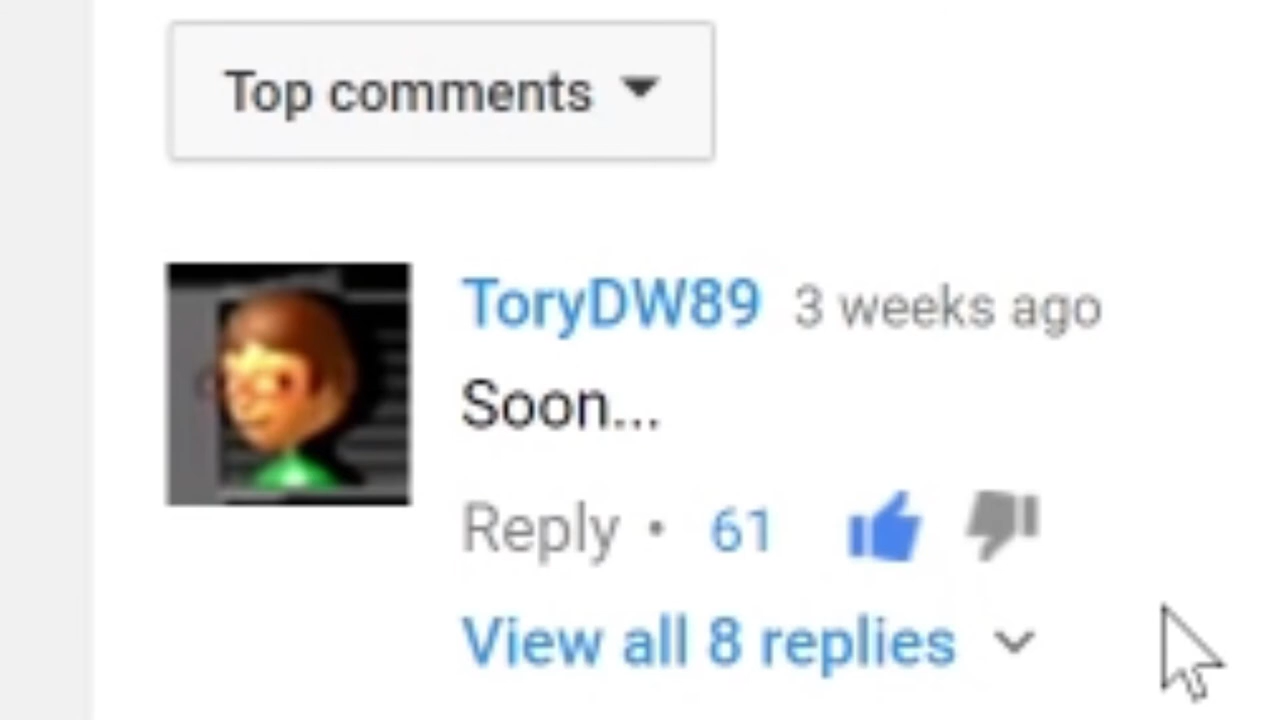 Top comments
ToryDW89 3 weeks ago
Soon...
Reply • 61
View all 8 replies